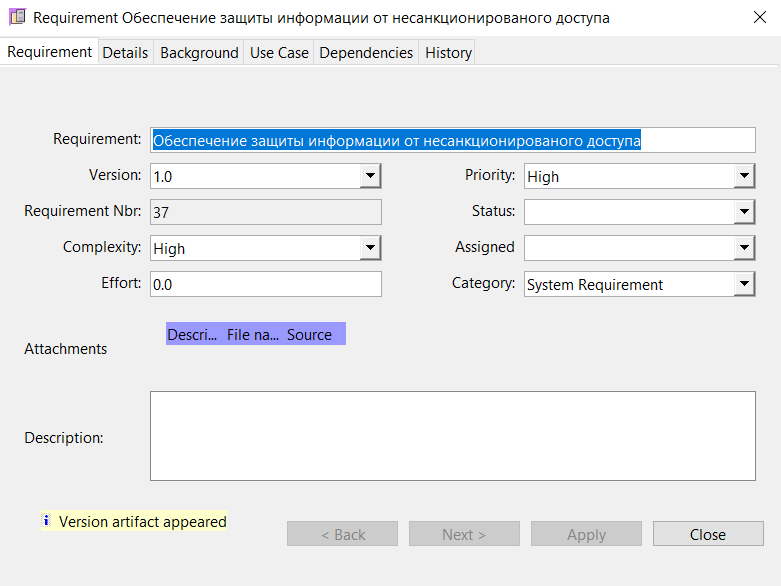 Requirement Обеспечение защиты информации от несанкционированого доступа
Requirement Details Background Use Case Dependencies History
Requirement: Обеспечение защиты информации от несанкционированого доступа
Version: 1.0 Priority: High
Requirement Nbr: 37 Status:
Complexity: High Assigned
Effort: 0.0 Category: System Requirement
Descri... File na... Source
Attachments
Description:
Version artifact appeared
< Back Next > Apply Close